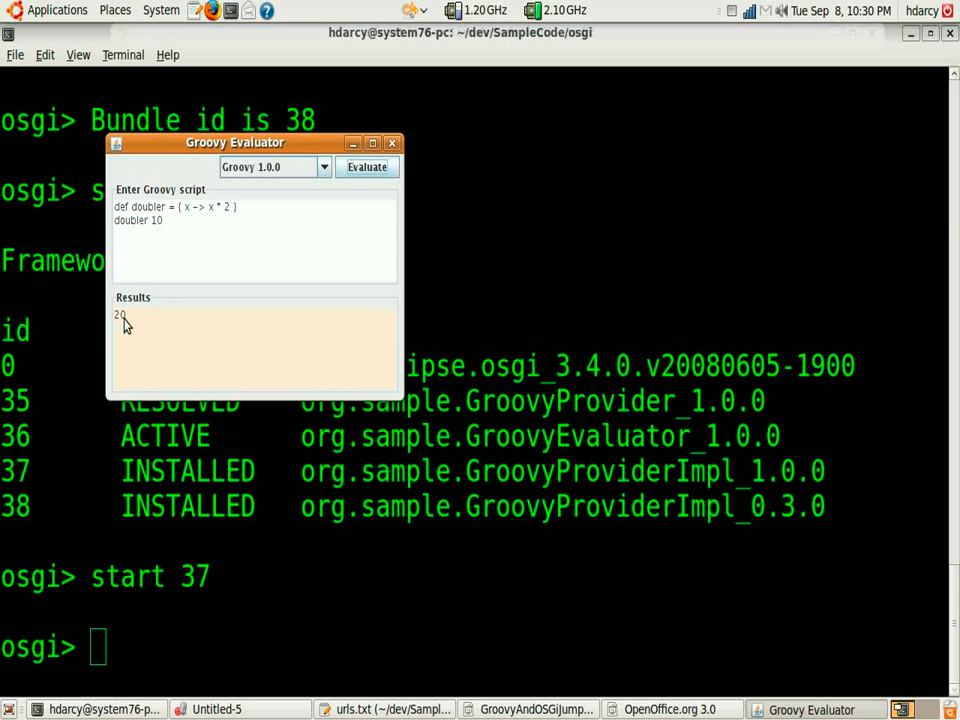 Applications Places System 1.20 GHz 2.10 GHz Tue Sep 8, 10:30 PM hdarcy
hdarcy@system76-pc: ~/dev/SampleCode/osgi
File Edit View Terminal Help
osgi> Bundle id is 38
Groovy Evaluator
Groovy 1.0.0 Evaluate
osgi> s
Enter Groovy script
def doubler = { x -> x * 2 }
doubler 10
Framewo
Results
20
id
0 ipse.osgi_3.4.0.v20080605-1900
35 RESOLVED org.sample.GroovyProvider_1.0.0
36 ACTIVE org.sample.GroovyEvaluator_1.0.0
37 INSTALLED org.sample.GroovyProviderImpl_1.0.0
38 INSTALLED org.sample.GroovyProviderImpl_0.3.0
osgi> start 37
osgi>
hdarcy@system76-p... Untitled-5 urls.txt (~/dev/Sampl... GroovyAndOSGiJump... OpenOffice.org 3.0 Groovy Evaluator